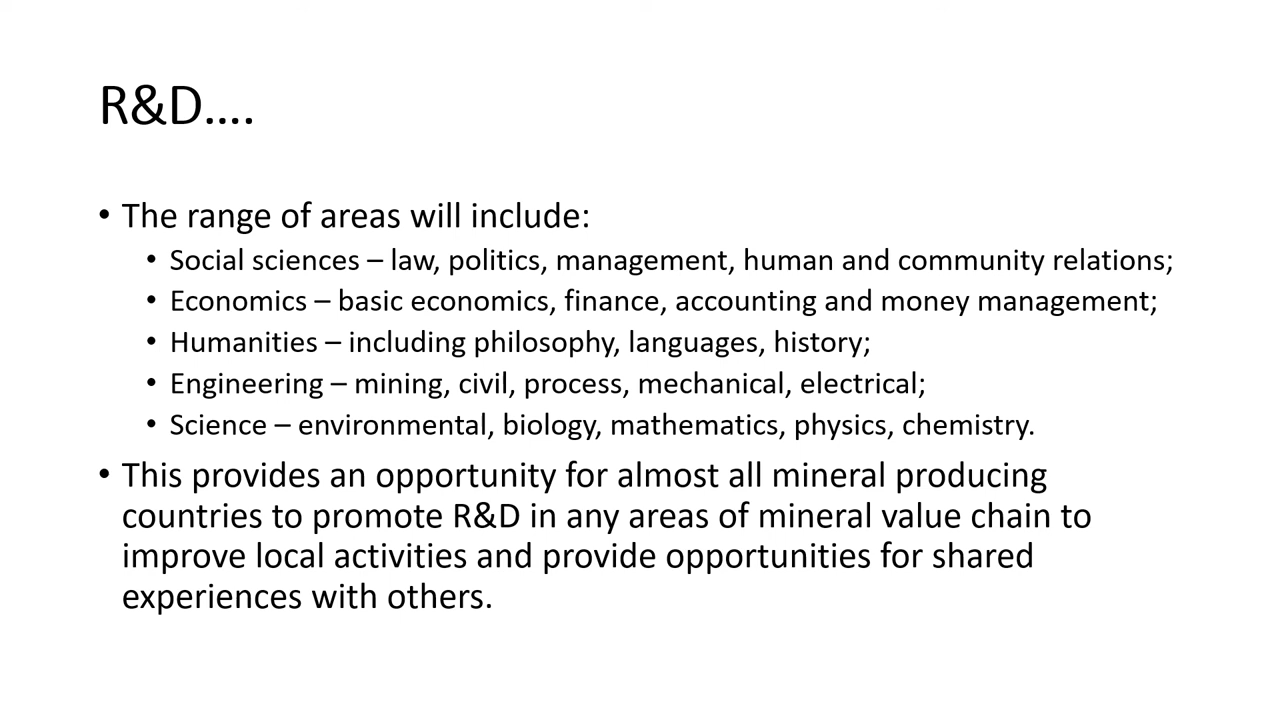 R&D....
• The range of areas will include:
• Social sciences – law, politics, management, human and community relations;
• Economics – basic economics, finance, accounting and money management;
• Humanities – including philosophy, languages, history;
• Engineering – mining, civil, process, mechanical, electrical;
• Science – environmental, biology, mathematics, physics, chemistry.
• This provides an opportunity for almost all mineral producing
countries to promote R&D in any areas of mineral value chain to
improve local activities and provide opportunities for shared
experiences with others.